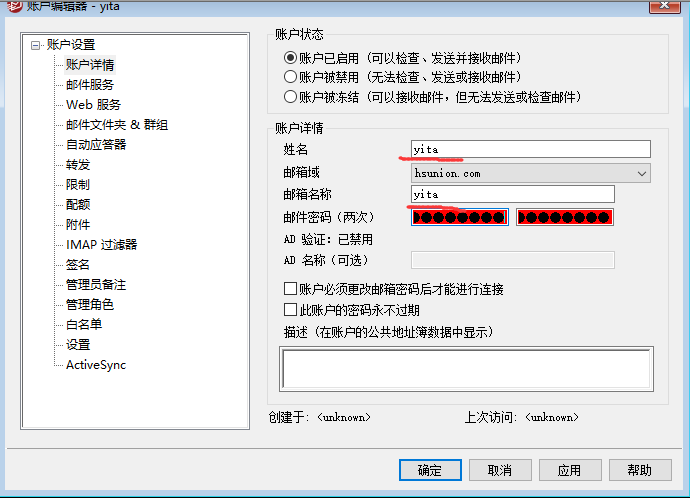 账户编辑器 - yita
账户设置
账户详情
邮件服务
Web 服务
邮件文件夹 & 群组
自动应答器
转发
限制
配额
附件
IMAP 过滤器
签名
管理员备注
管理角色
白名单
设置
ActiveSync
账户状态
账户已启用（可以检查、发送并接收邮件）
账户被禁用（无法检查、发送或接收邮件）
账户被冻结（可以接收邮件，但无法发送或检查邮件）
账户详情
姓名 yita
邮箱域 hsunion.com
邮箱名称 yita
邮件密码（两次）
AD 验证：已禁用
AD 名称（可选）
账户必须更改邮箱密码后才能进行连接
此账户的密码永不过期
描述（在账户的公共地址簿数据中显示）
创建于: <unknown> 上次访问: <unknown>
确定 取消 应用 帮助